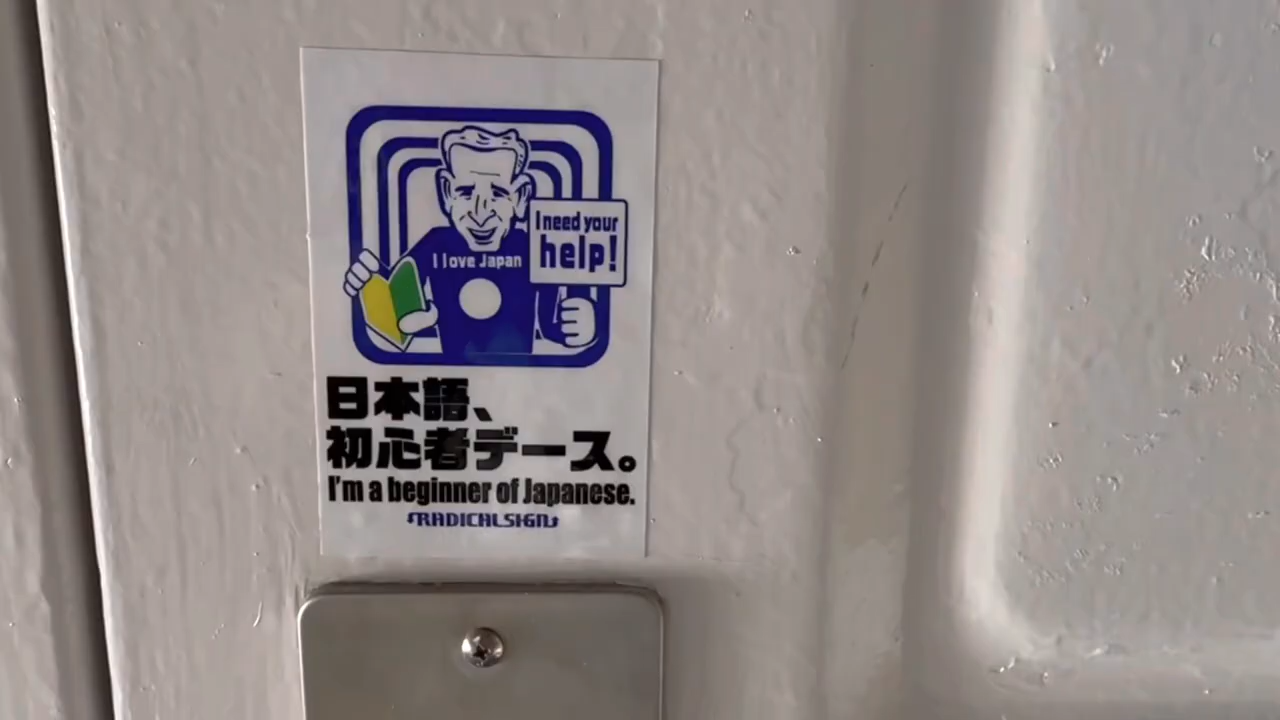 I need your
help!
I love Japan
日本語、
初心者デース。
I'm a beginner of Japanese.
RADICALSIGN